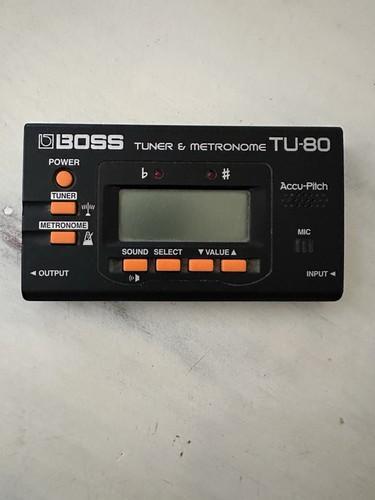 BOSS TUNER & METRONOME TU-80
POWER
♭ ♯
TUNER
Accu-Pitch
METRONOME
MIC
SOUND SELECT ▼ VALUE ▲
◄ OUTPUT
INPUT ◄